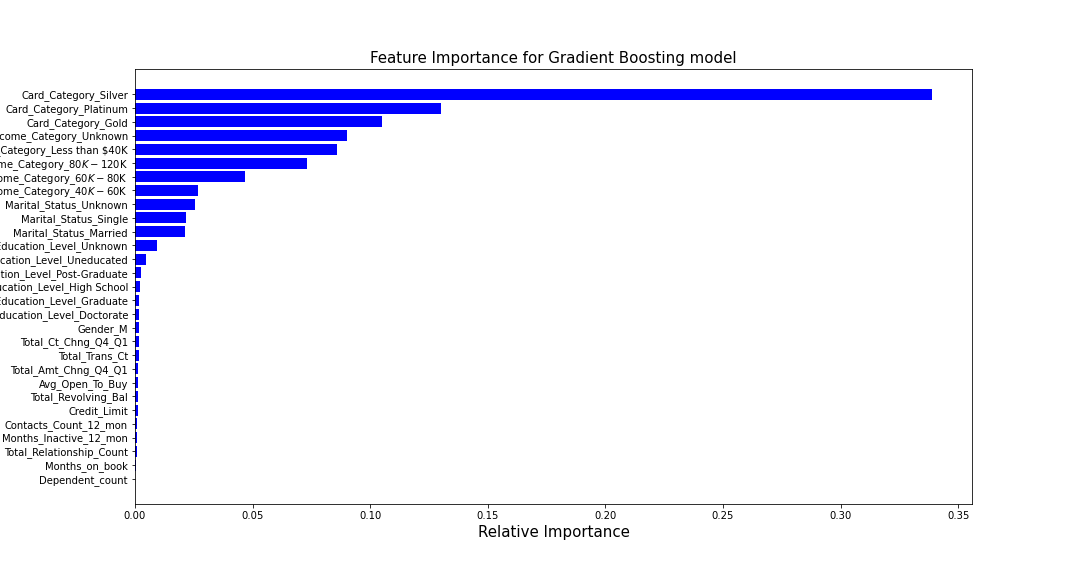 Feature Importance for Gradient Boosting model
Card_Category_Silver
Card_Category_Platinum
Card_Category_Gold
come_Category_Unknown
_Category_Less than $40K
me_Category_80K − 120K
ome_Category_60K − 80K
ome_Category_40K − 60K
Marital_Status_Unknown
Marital_Status_Single
Marital_Status_Married
Education_Level_Unknown
cation_Level_Uneducated
tion_Level_Post-Graduate
ucation_Level_High School
Education_Level_Graduate
ducation_Level_Doctorate
Gender_M
Total_Ct_Chng_Q4_Q1
Total_Trans_Ct
Total_Amt_Chng_Q4_Q1
Avg_Open_To_Buy
Total_Revolving_Bal
Credit_Limit
Contacts_Count_12_mon
Months_Inactive_12_mon
Total_Relationship_Count
Months_on_book
Dependent_count
0.00 0.05 0.10 0.15 0.20 0.25 0.30 0.35
Relative Importance